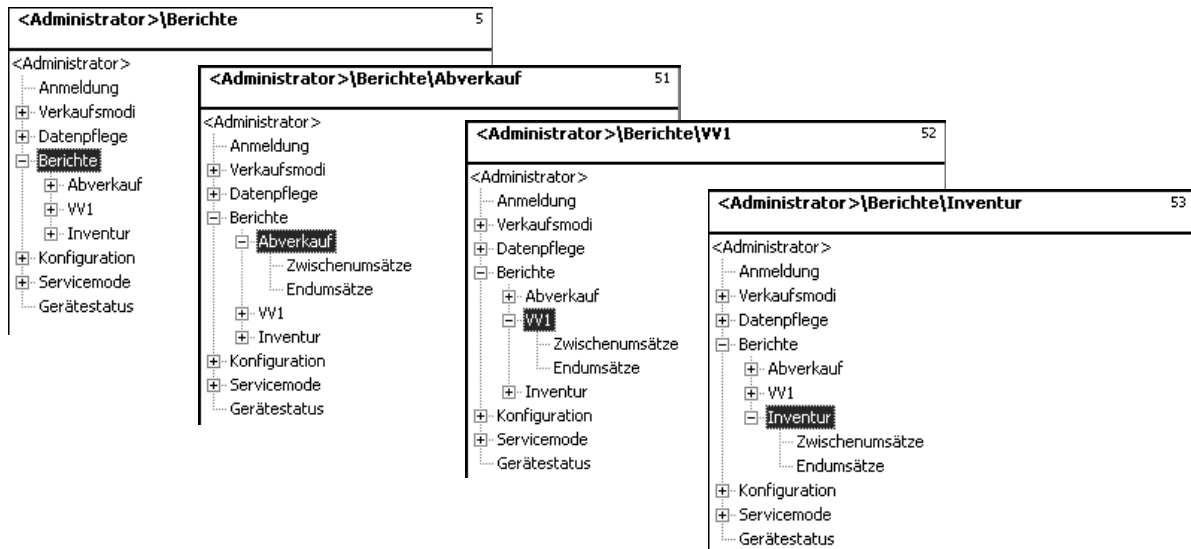 <Administrator>\Berichte 5
<Administrator>
Anmeldung
Verkaufsmodi
Datenpflege
Berichte
Abverkauf
VV1
Inventur
Konfiguration
Servicemode
Gerätestatus
<Administrator>\Berichte\Abverkauf 51
<Administrator>
Anmeldung
Verkaufsmodi
Datenpflege
Berichte
Abverkauf
Zwischenumsätze
Endumsätze
VV1
Inventur
Konfiguration
Servicemode
Gerätestatus
<Administrator>\Berichte\VV1 52
<Administrator>
Anmeldung
Verkaufsmodi
Datenpflege
Berichte
Abverkauf
VV1
Zwischenumsätze
Endumsätze
Inventur
Konfiguration
Servicemode
Gerätestatus
<Administrator>\Berichte\Inventur 53
<Administrator>
Anmeldung
Verkaufsmodi
Datenpflege
Berichte
Abverkauf
VV1
Inventur
Zwischenumsätze
Endumsätze
Konfiguration
Servicemode
Gerätestatus